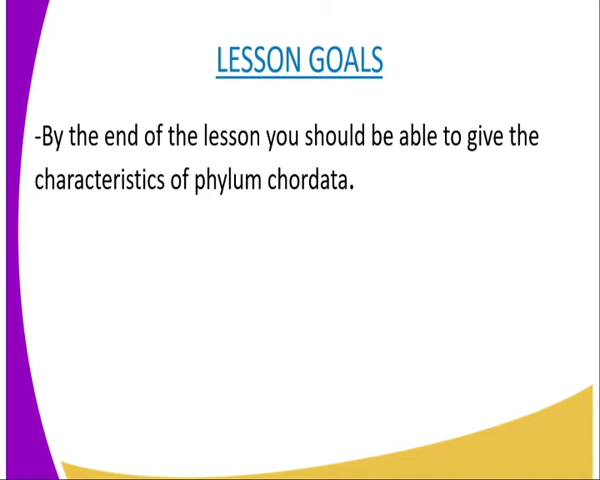 LESSON GOALS
-By the end of the lesson you should be able to give the
characteristics of phylum chordata.